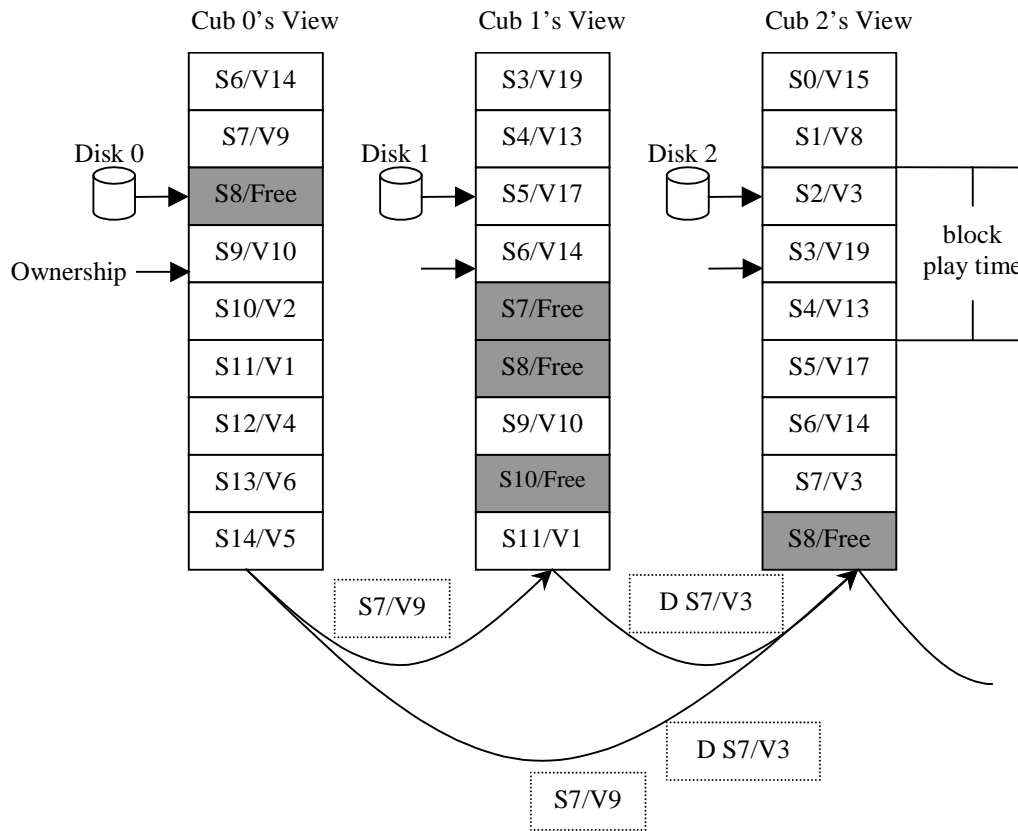 Cub 0's View
Cub 1's View
Cub 2's View
S6/V14
S7/V9
S8/Free
S9/V10
S10/V2
S11/V1
S12/V4
S13/V6
S14/V5
Disk 0
Ownership
S3/V19
S4/V13
S5/V17
S6/V14
S7/Free
S8/Free
S9/V10
S10/Free
S11/V1
Disk 1
S0/V15
S1/V8
S2/V3
S3/V19
S4/V13
S5/V17
S6/V14
S7/V3
S8/Free
Disk 2
block
play time
S7/V9
D S7/V3
D S7/V3
S7/V9